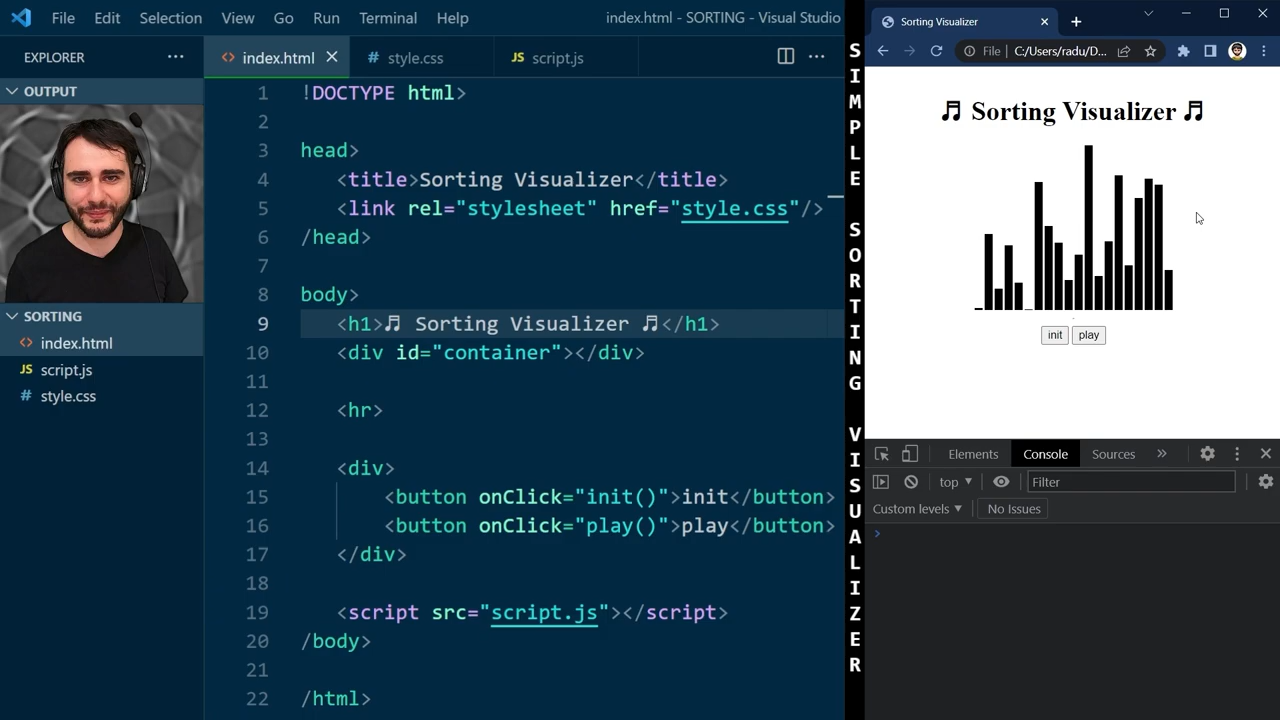 File Edit Selection View Go Run Terminal Help index.html - SORTING - Visual Studio
EXPLORER
OUTPUT
SORTING
index.html
script.js
style.css
index.html style.css script.js
1 !DOCTYPE html>
2
3 head>
4 <title>Sorting Visualizer</title>
5 <link rel="stylesheet" href="style.css"/>
6 /head>
7
8 body>
9 <h1>🎵 Sorting Visualizer 🎵</h1>
10 <div id="container"></div>
11
12 <hr>
13
14 <div>
15 <button onClick="init()">init</button>
16 <button onClick="play()">play</button>
17 </div>
18
19 <script src="script.js"></script>
20 /body>
21
22 /html>
SIMPLE SORTING VISUALIZER
Sorting Visualizer
File C:/Users/radu/D...
🎵 Sorting Visualizer 🎵
init play
Elements Console Sources »
top Filter
Custom levels No Issues